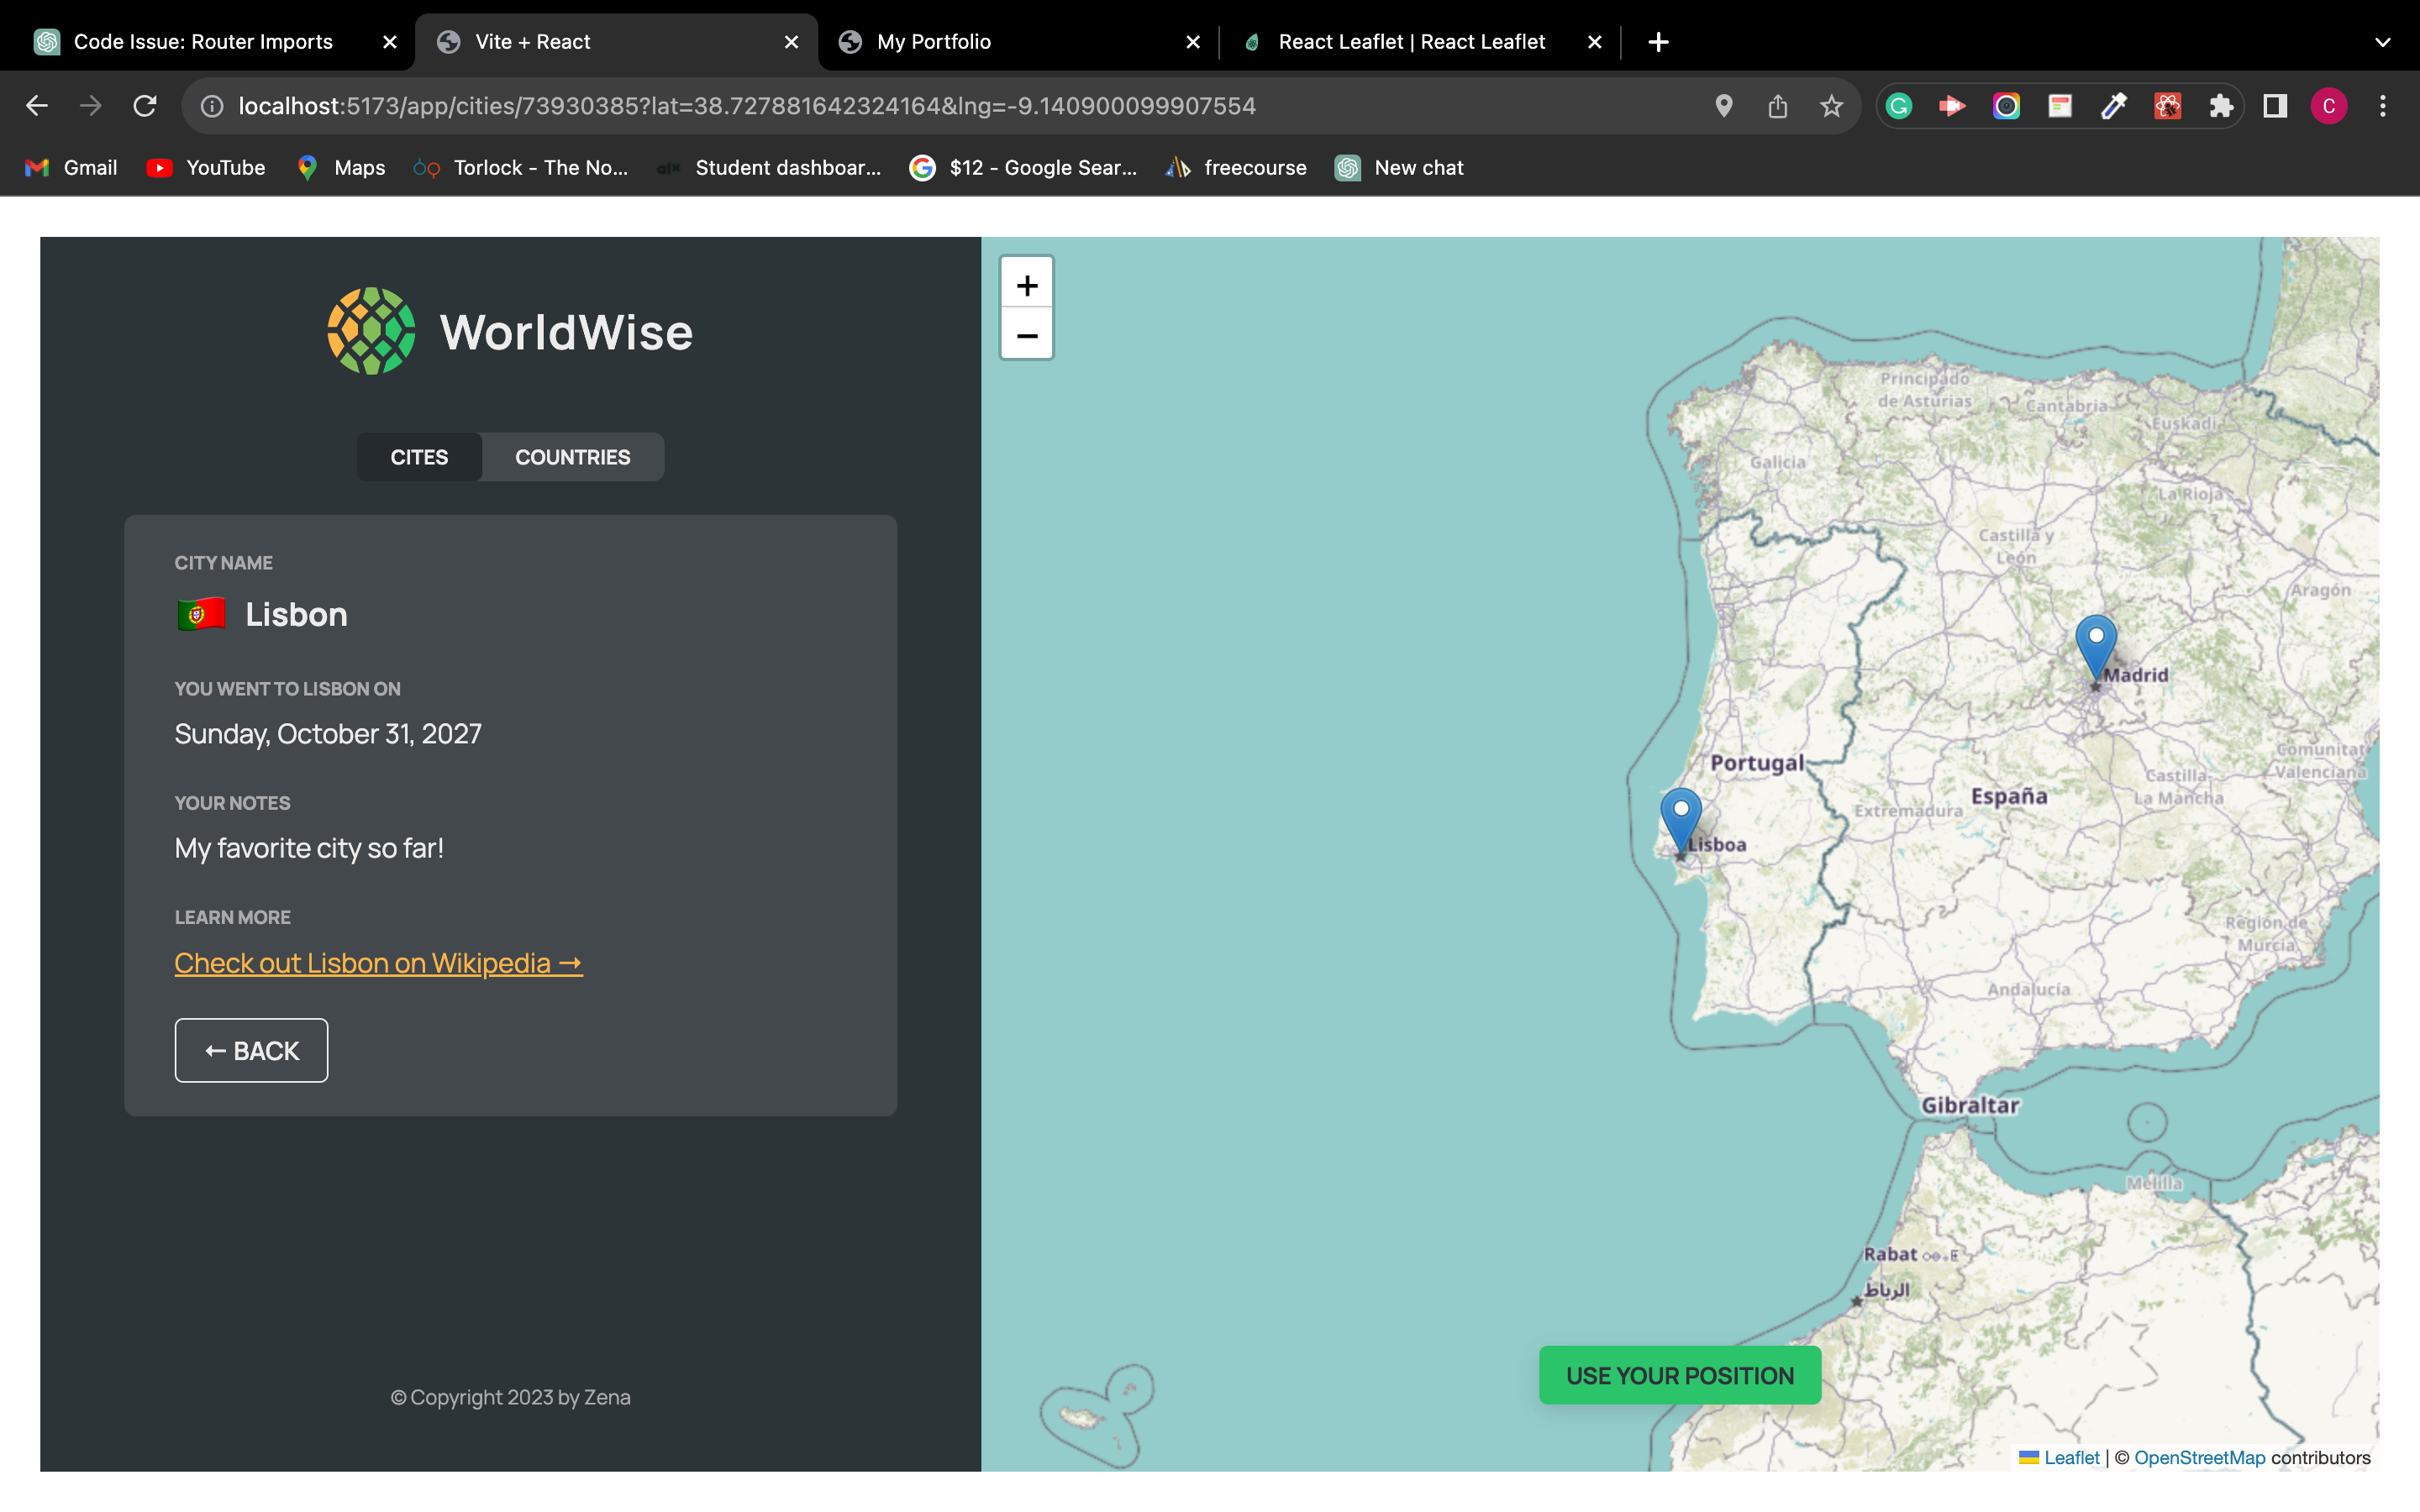 Code Issue: Router Imports
Vite + React
My Portfolio
React Leaflet | React Leaflet
localhost:5173/app/cities/73930385?lat=38.727881642324164&lng=-9.140900099907554
C
Gmail
YouTube
Maps
Torlock - The No...
Student dashboar...
$12 - Google Sear...
freecourse
New chat
WorldWise
CITES
COUNTRIES
CITY NAME
🇵🇹 Lisbon
YOU WENT TO LISBON ON
Sunday, October 31, 2027
YOUR NOTES
My favorite city so far!
LEARN MORE
Check out Lisbon on Wikipedia →
← BACK
© Copyright 2023 by Zena
+
−
Principado
de Asturias
Cantabria
Euskadi
Galicia
La Rioja
Castilla y
León
Aragón
Madrid
Comunitat
Valenciana
Portugal
Castilla-
La Mancha
España
Extremadura
Lisboa
Región de
Murcia
Andalucía
Gibraltar
Melilla
Rabat
الرباط
USE YOUR POSITION
Leaflet | © OpenStreetMap contributors